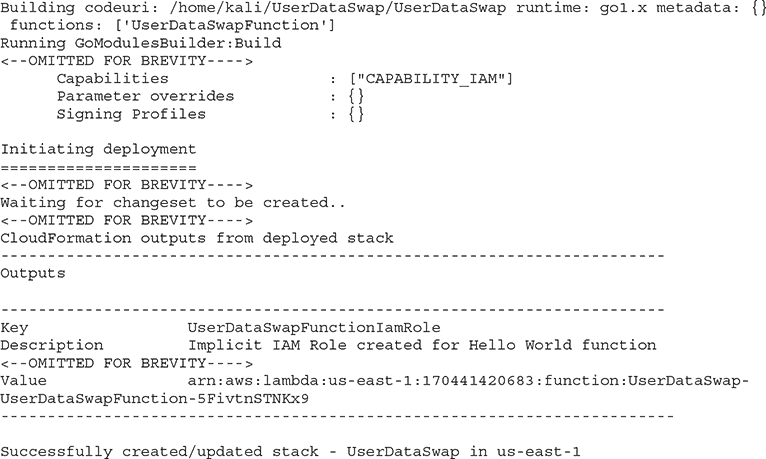 Building codeuri: /home/kali/UserDataSwap/UserDataSwap runtime: go1.x metadata: {}
 functions: ['UserDataSwapFunction']
Running GoModulesBuilder:Build
<--OMITTED FOR BREVITY---->
      Capabilities                 : ["CAPABILITY_IAM"]
      Parameter overrides          : {}
      Signing Profiles             : {}

Initiating deployment
=====================
<--OMITTED FOR BREVITY---->
Waiting for changeset to be created..
<--OMITTED FOR BREVITY---->
CloudFormation outputs from deployed stack
-----------------------------------------------------------------------
Outputs

-----------------------------------------------------------------------
Key                 UserDataSwapFunctionIamRole
Description         Implicit IAM Role created for Hello World function
<--OMITTED FOR BREVITY---->
Value               arn:aws:lambda:us-east-1:170441420683:function:UserDataSwap-
UserDataSwapFunction-5FivtnSTNKx9
------------------------------------------------------------------------

Successfully created/updated stack - UserDataSwap in us-east-1